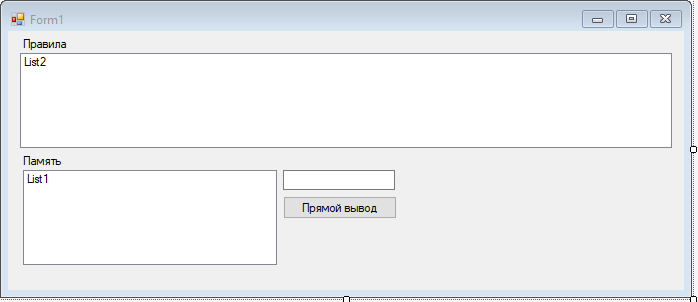 Form1
Правила
List2
Память
List1
Прямой вывод